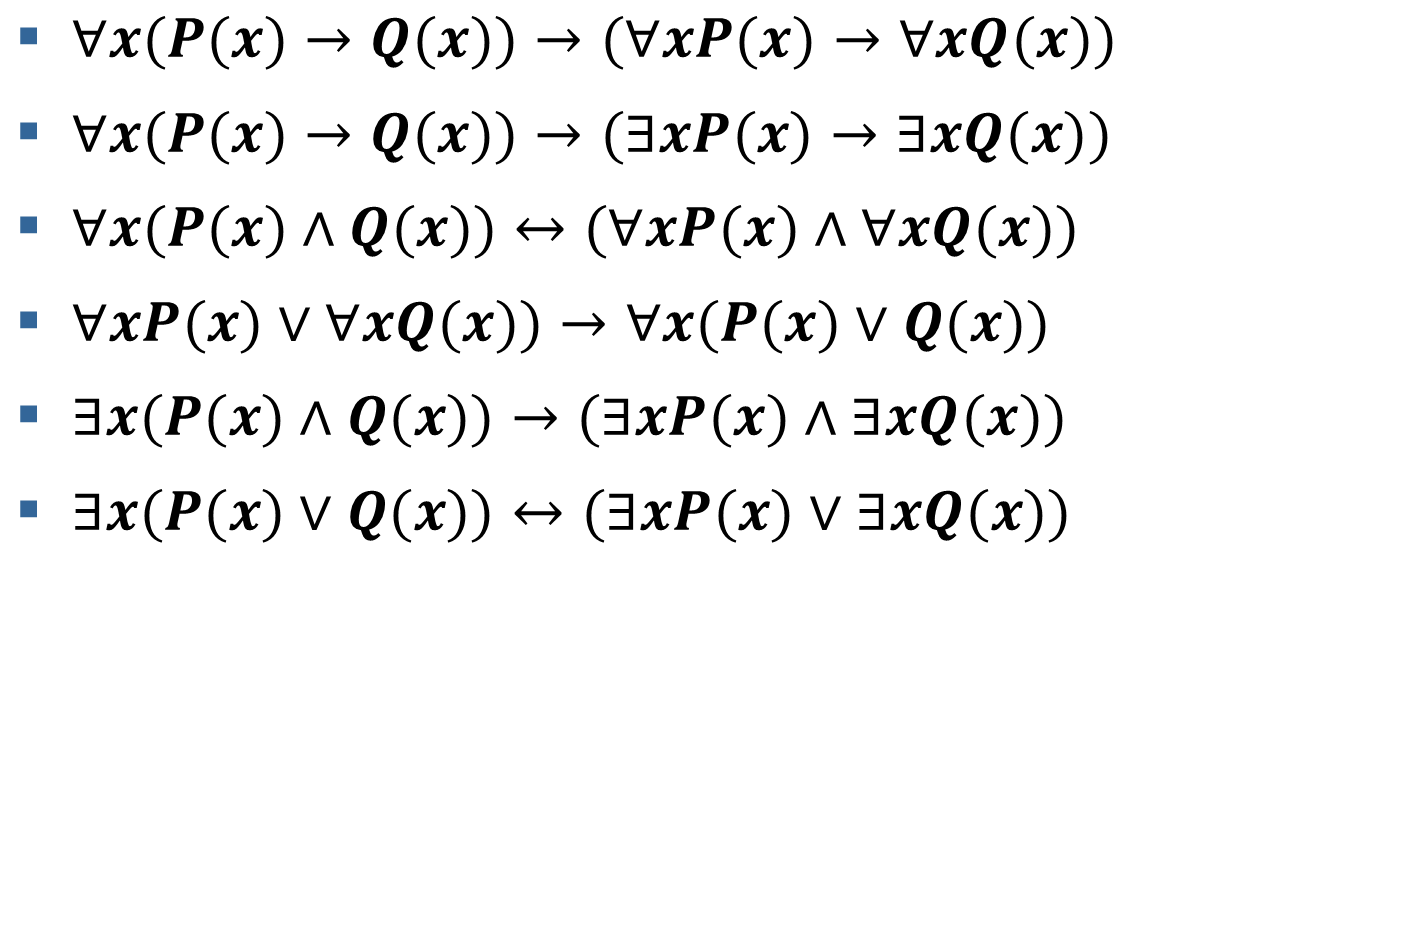 ▪ ∀x(P(x) → Q(x)) → (∀xP(x) → ∀xQ(x))
▪ ∀x(P(x) → Q(x)) → (∃xP(x) → ∃xQ(x))
▪ ∀x(P(x) ∧ Q(x)) ↔ (∀xP(x) ∧ ∀xQ(x))
▪ ∀xP(x) ∨ ∀xQ(x)) → ∀x(P(x) ∨ Q(x))
▪ ∃x(P(x) ∧ Q(x)) → (∃xP(x) ∧ ∃xQ(x))
▪ ∃x(P(x) ∨ Q(x)) ↔ (∃xP(x) ∨ ∃xQ(x))